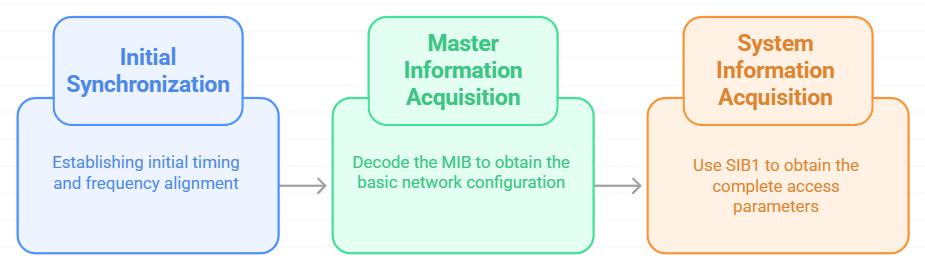 Initial
Synchronization
Establishing initial timing
and frequency alignment
Master
Information
Acquisition
Decode the MIB to obtain the
basic network configuration
System
Information
Acquisition
Use SIB1 to obtain the
complete access
parameters